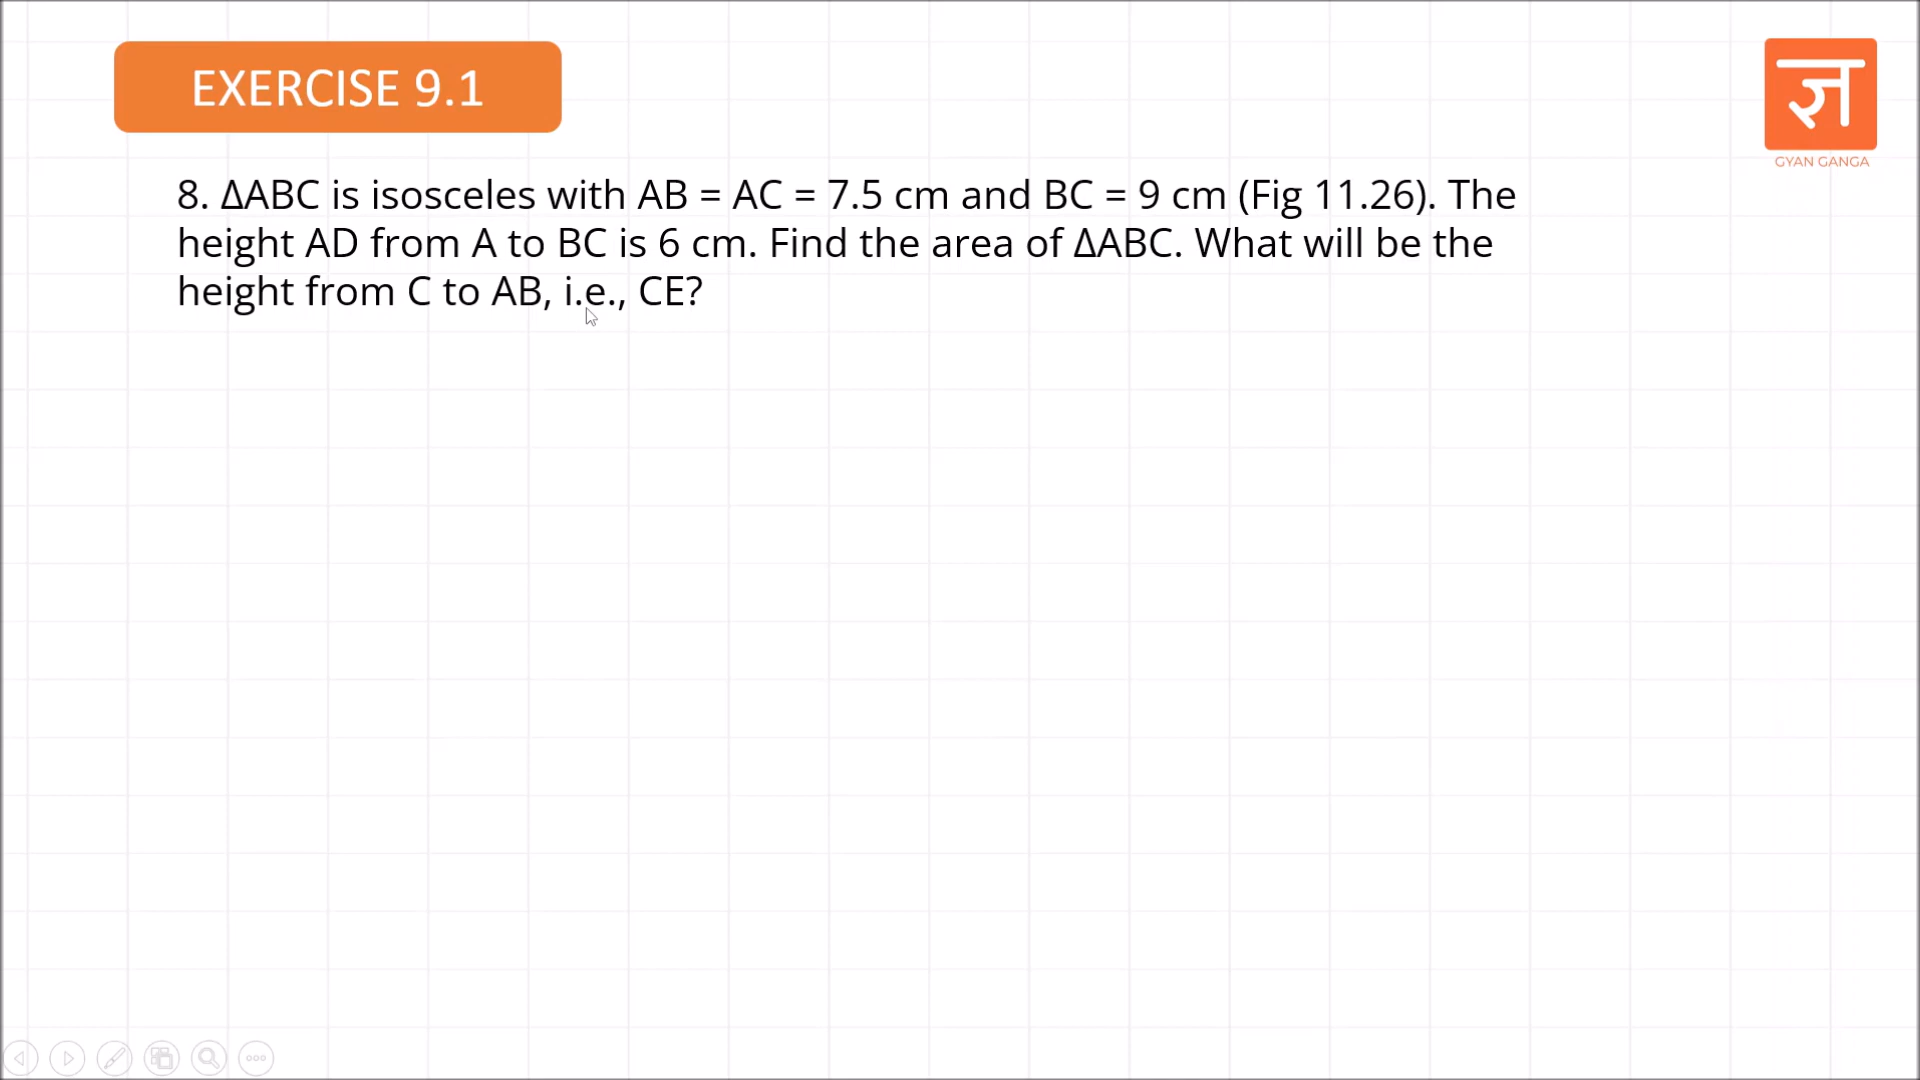 EXERCISE 9.1
ज्ञ
GYAN GANGA
8. ΔABC is isosceles with AB = AC = 7.5 cm and BC = 9 cm (Fig 11.26). The
height AD from A to BC is 6 cm. Find the area of ΔABC. What will be the
height from C to AB, i.e., CE?